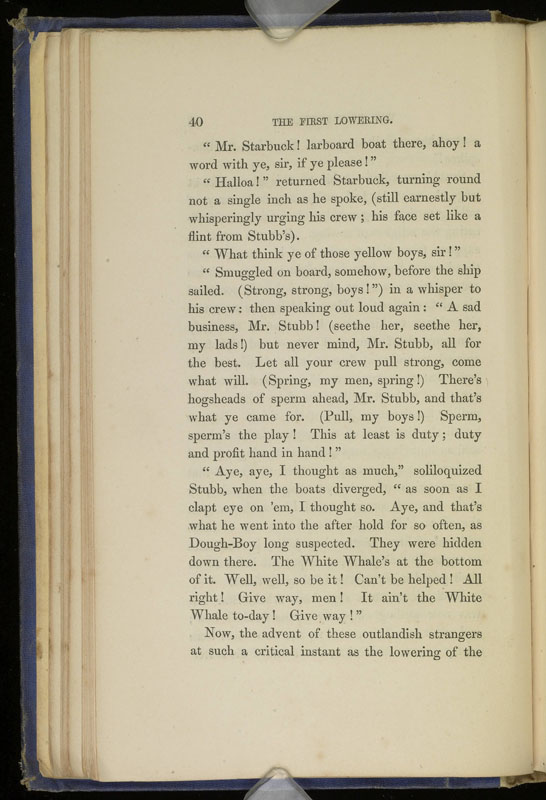 40 THE FIRST LOWERING.
“ Mr. Starbuck! larboard boat there, ahoy! a
word with ye, sir, if ye please!”
“ Halloa!” returned Starbuck, turning round
not a single inch as he spoke, (still earnestly but
whisperingly urging his crew; his face set like a
flint from Stubb’s).
“ What think ye of those yellow boys, sir!”
“ Smuggled on board, somehow, before the ship
sailed. (Strong, strong, boys!”) in a whisper to
his crew: then speaking out loud again: “ A sad
business, Mr. Stubb! (seethe her, seethe her,
my lads!) but never mind, Mr. Stubb, all for
the best. Let all your crew pull strong, come
what will. (Spring, my men, spring!) There’s
hogsheads of sperm ahead, Mr. Stubb, and that’s
what ye came for. (Pull, my boys!) Sperm,
sperm’s the play! This at least is duty; duty
and profit hand in hand!”
“ Aye, aye, I thought as much,” soliloquized
Stubb, when the boats diverged, “ as soon as I
clapt eye on ’em, I thought so. Aye, and that’s
what he went into the after hold for so often, as
Dough-Boy long suspected. They were hidden
down there. The White Whale’s at the bottom
of it. Well, well, so be it! Can’t be helped! All
right! Give way, men! It ain’t the White
Whale to-day! Give way!”
Now, the advent of these outlandish strangers
at such a critical instant as the lowering of the